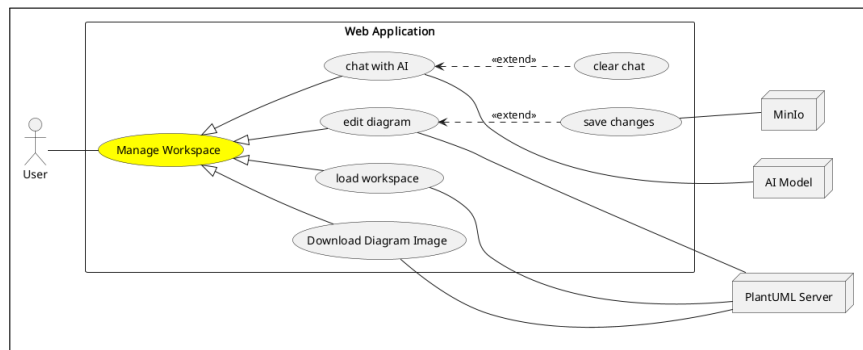 Web Application
chat with AI
«extend»
clear chat
edit diagram
«extend»
save changes
MinIo
User
Manage Workspace
load workspace
AI Model
Download Diagram Image
PlantUML Server